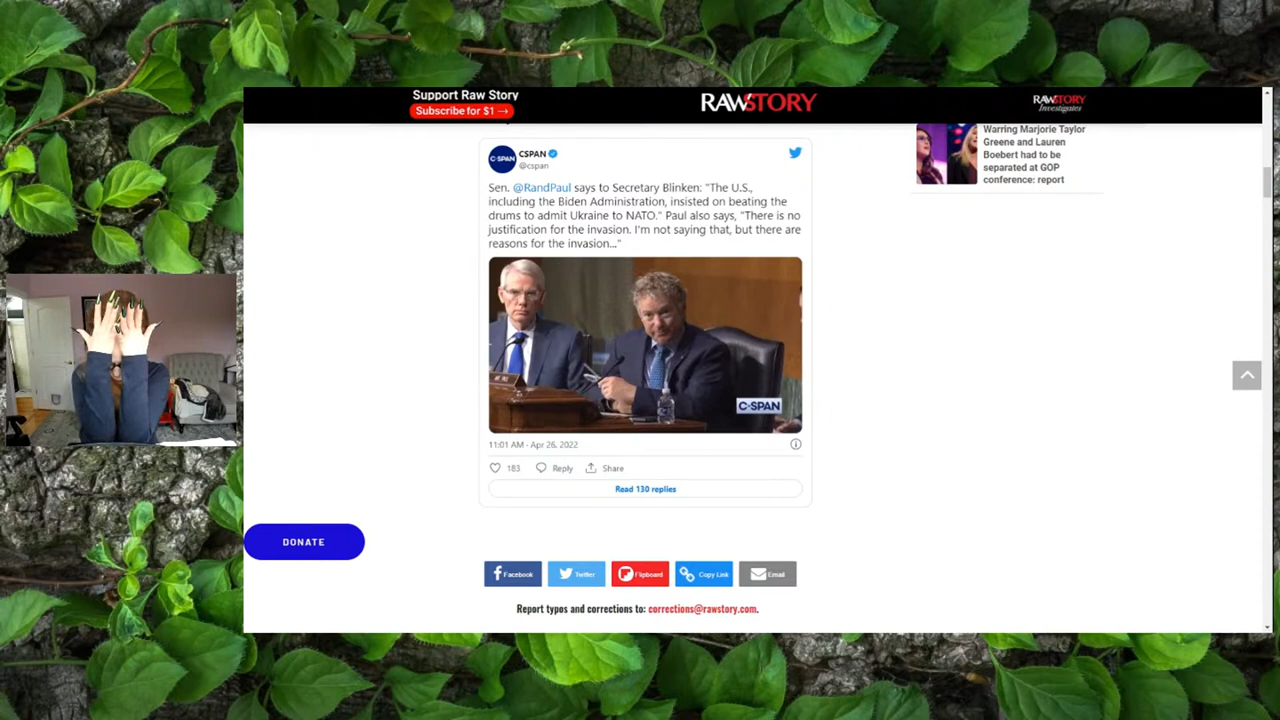 Support Raw Story
Subscribe for $1 →
RAWSTORY
RAWSTORY
Investigates
Warring Marjorie Taylor
Greene and Lauren
Boebert had to be
separated at GOP
conference: report
C-SPAN
CSPAN
@cspan
Sen. @RandPaul says to Secretary Blinken: "The U.S.,
including the Biden Administration, insisted on beating the
drums to admit Ukraine to NATO." Paul also says, "There is no
justification for the invasion. I'm not saying that, but there are
reasons for the invasion..."
C-SPAN
11:01 AM · Apr 26, 2022
183 Reply Share
Read 130 replies
DONATE
Facebook Twitter Flipboard Copy Link Email
Report typos and corrections to: corrections@rawstory.com.